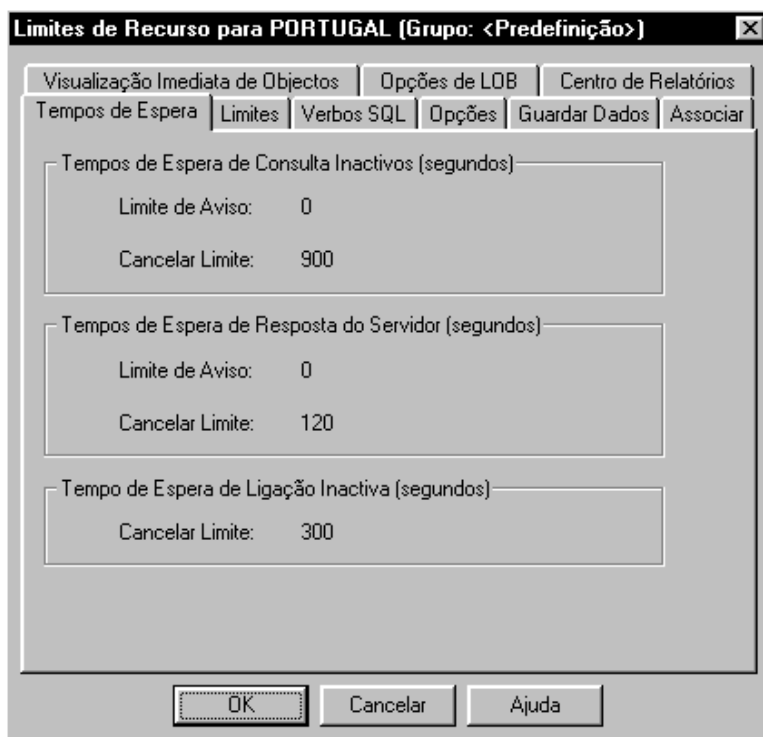 Limites de Recurso para PORTUGAL (Grupo: <Predefinição>)
Visualização Imediata de Objectos Opções de LOB Centro de Relatórios
Tempos de Espera Limites Verbos SQL Opções Guardar Dados Associar
Tempos de Espera de Consulta Inactivos (segundos)
Limite de Aviso: 0
Cancelar Limite: 900
Tempos de Espera de Resposta do Servidor (segundos)
Limite de Aviso: 0
Cancelar Limite: 120
Tempo de Espera de Ligação Inactiva (segundos)
Cancelar Limite: 300
OK Cancelar Ajuda